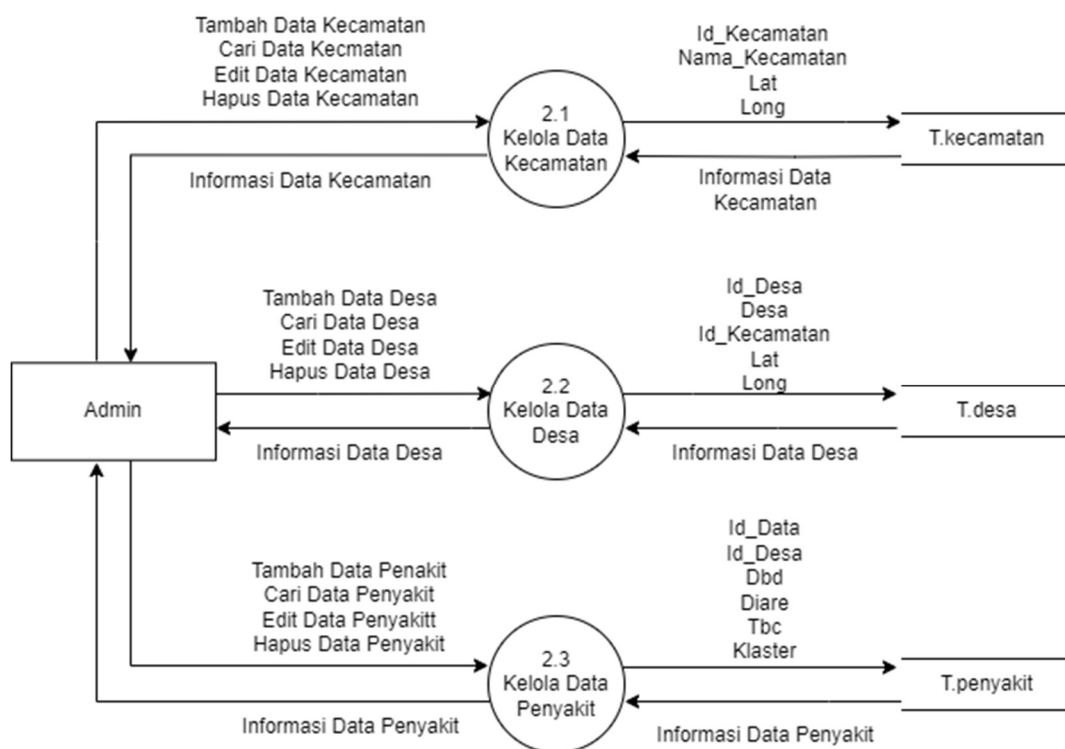 Tambah Data Kecamatan
Cari Data Kecmatan
Edit Data Kecamatan
Hapus Data Kecamatan
Id_Kecamatan
Nama_Kecamatan
Lat
Long
2.1
Kelola Data
Kecamatan
T.kecamatan
Informasi Data Kecamatan
Informasi Data
Kecamatan
Tambah Data Desa
Cari Data Desa
Edit Data Desa
Hapus Data Desa
Id_Desa
Desa
Id_Kecamatan
Lat
Long
Admin
2.2
Kelola Data
Desa
T.desa
Informasi Data Desa
Informasi Data Desa
Tambah Data Penakit
Cari Data Penyakit
Edit Data Penyakitt
Hapus Data Penyakit
Id_Data
Id_Desa
Dbd
Diare
Tbc
Klaster
2.3
Kelola Data
Penyakit
T.penyakit
Informasi Data Penyakit
Informasi Data Penyakit